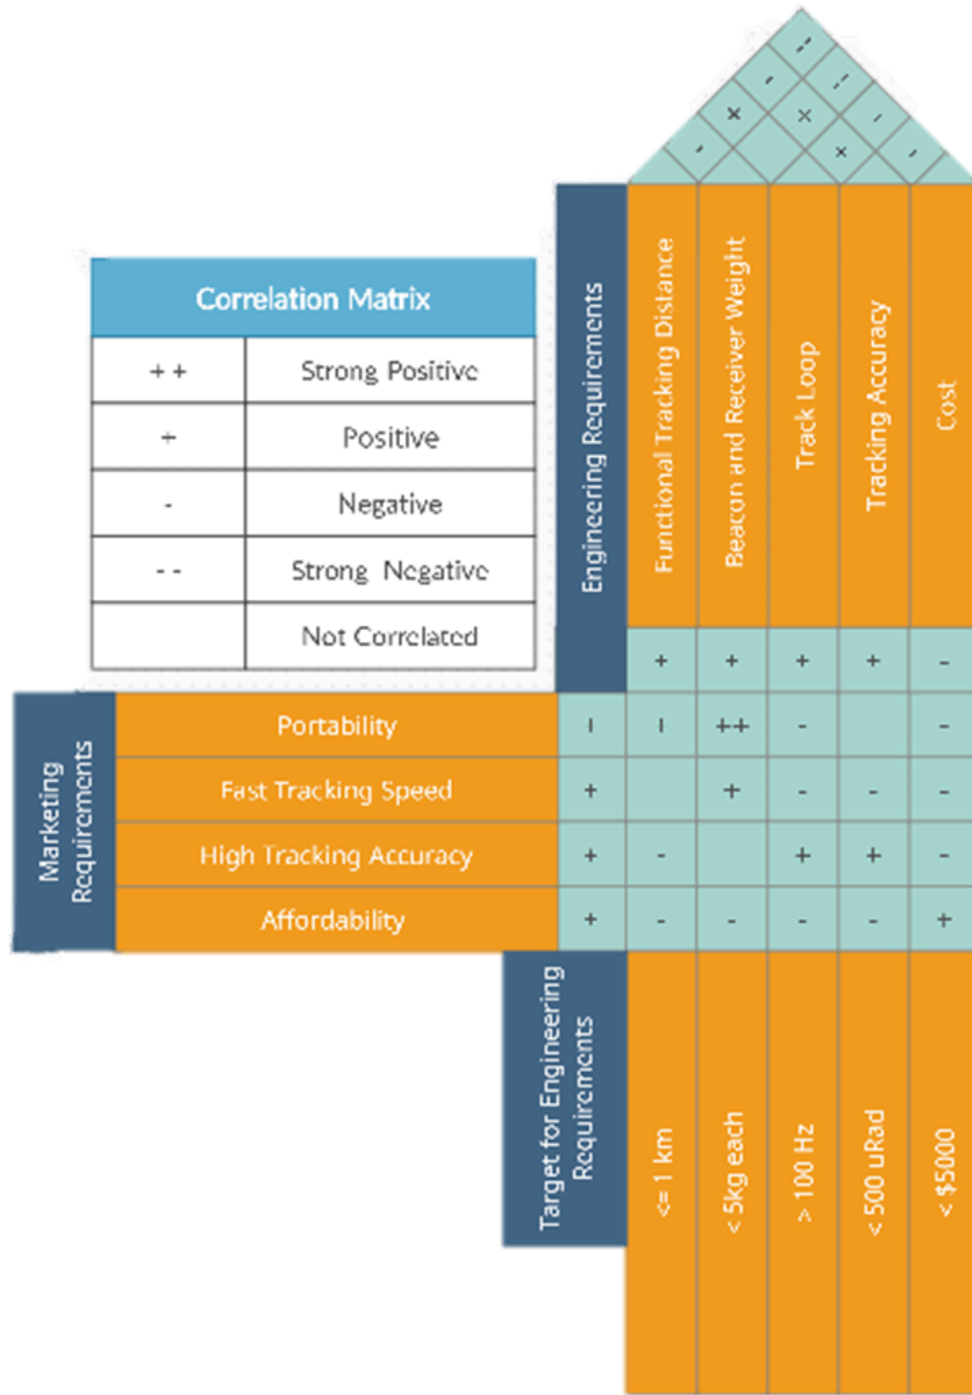 Correlation Matrix
++ Strong Positive
+ Positive
- Negative
-- Strong Negative
Not Correlated
Engineering Requirements
Functional Tracking Distance
Beacon and Receiver Weight
Track Loop
Tracking Accuracy
Cost
+ + + + -
Marketing
Requirements
Portability ++ - -
Fast Tracking Speed + + - - -
High Tracking Accuracy + - + + -
Affordability + - - - - +
Target for Engineering
Requirements
<= 1 km
< 5kg each
> 100 Hz
< 500 uRad
< $5000